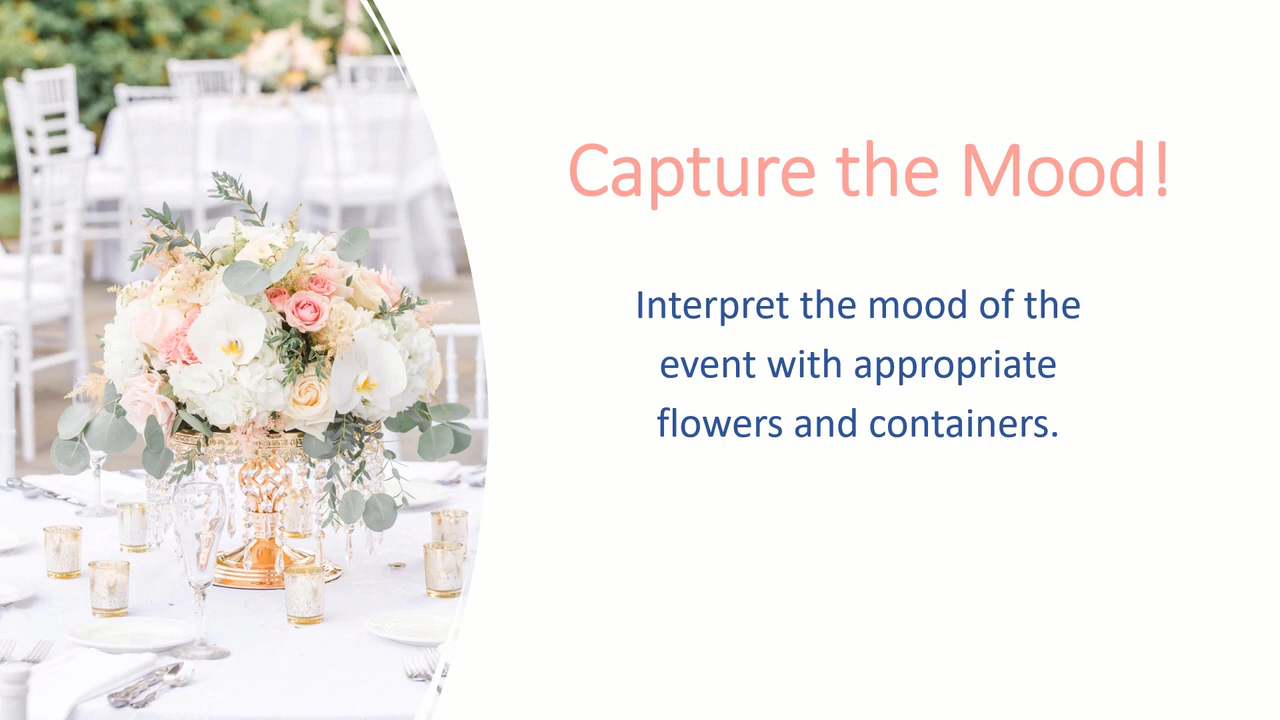 Capture the Mood!
Interpret the mood of the
event with appropriate
flowers and containers.